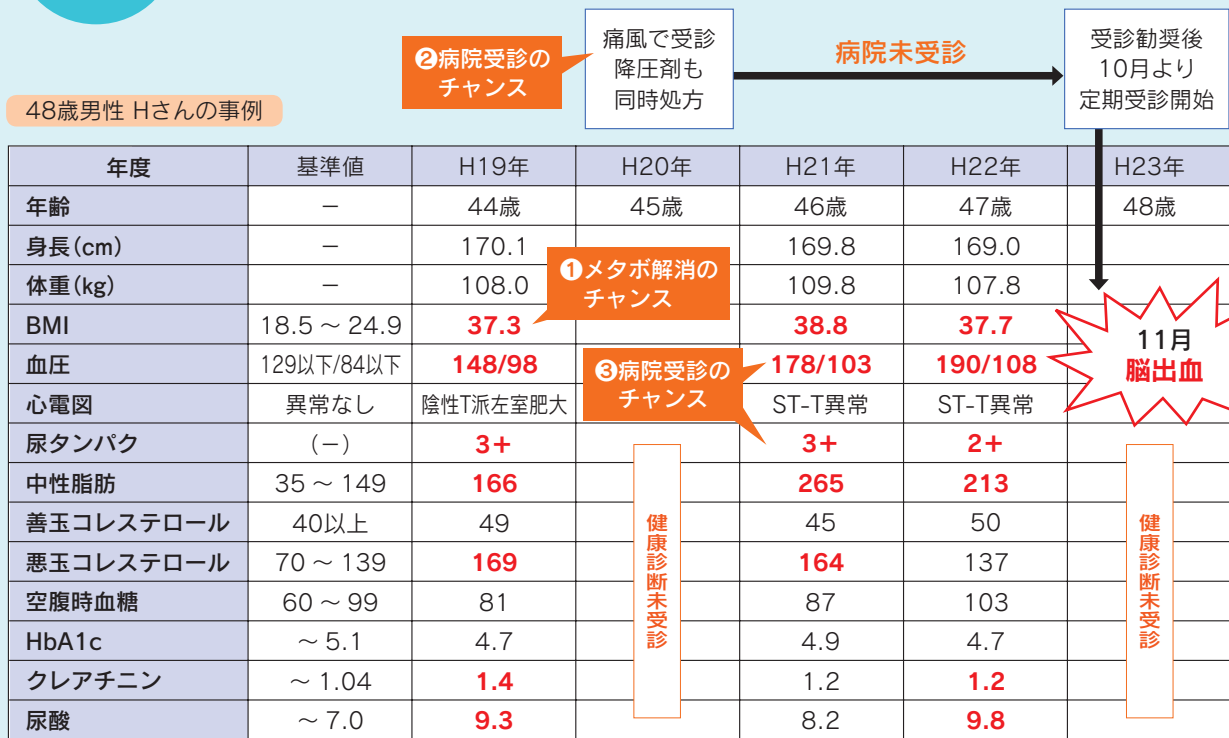 ❷病院受診の
チャンス
痛風で受診
降圧剤も
同時処方
病院未受診
受診勧奨後
10月より
定期受診開始
48歳男性 Hさんの事例
年度 基準値 H19年 H20年 H21年 H22年 H23年
年齢 − 44歳 45歳 46歳 47歳 48歳
身長(cm) − 170.1 169.8 169.0
体重(kg) − 108.0 109.8 107.8
❶メタボ解消の
チャンス
BMI 18.5～24.9 37.3 38.8 37.7
血圧 129以下/84以下 148/98 178/103 190/108
11月
脳出血
❸病院受診の
チャンス
心電図 異常なし 陰性T派左室肥大 ST-T異常 ST-T異常
尿タンパク (−) 3+ 3+ 2+
中性脂肪 35～149 166 265 213
善玉コレステロール 40以上 49 45 50
悪玉コレステロール 70～139 169 164 137
空腹時血糖 60～99 81 87 103
HbA1c ～5.1 4.7 4.9 4.7
クレアチニン ～1.04 1.4 1.2 1.2
尿酸 ～7.0 9.3 8.2 9.8
健康診断未受診
健康診断未受診